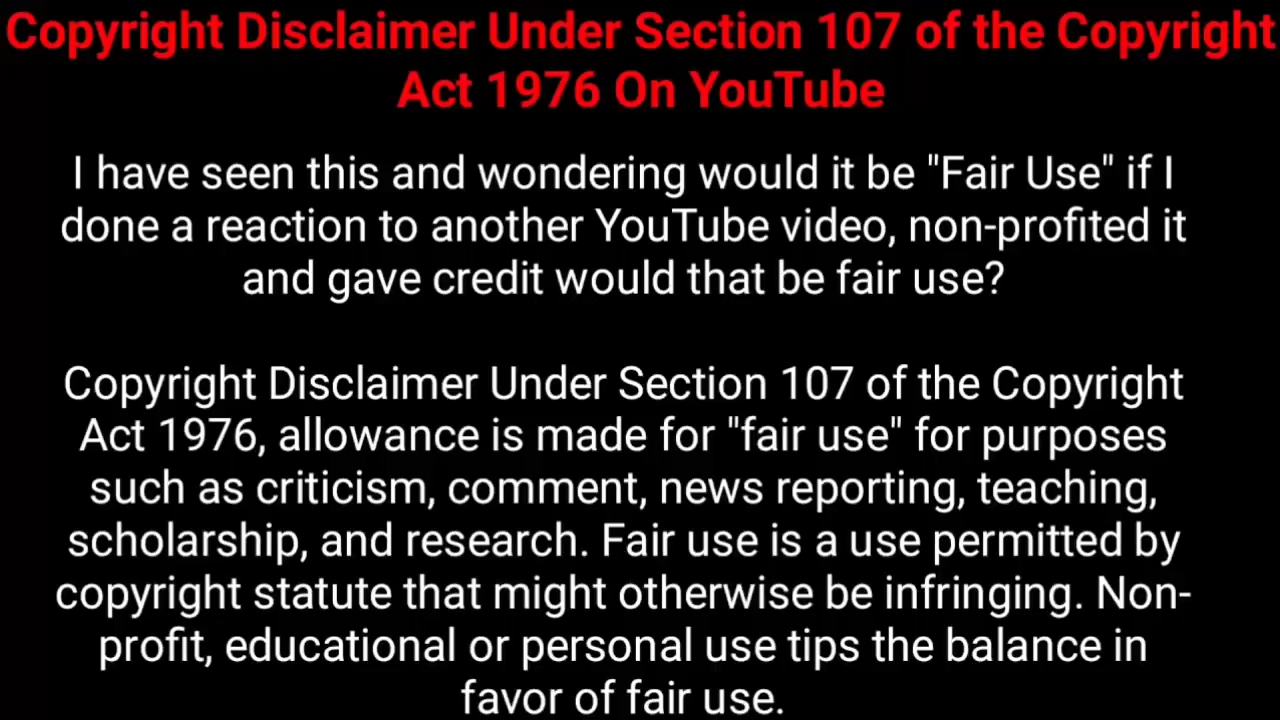 Copyright Disclaimer Under Section 107 of the Copyright
Act 1976 On YouTube
I have seen this and wondering would it be "Fair Use" if I
done a reaction to another YouTube video, non-profited it
and gave credit would that be fair use?
Copyright Disclaimer Under Section 107 of the Copyright
Act 1976, allowance is made for "fair use" for purposes
such as criticism, comment, news reporting, teaching,
scholarship, and research. Fair use is a use permitted by
copyright statute that might otherwise be infringing. Non-
profit, educational or personal use tips the balance in
favor of fair use.